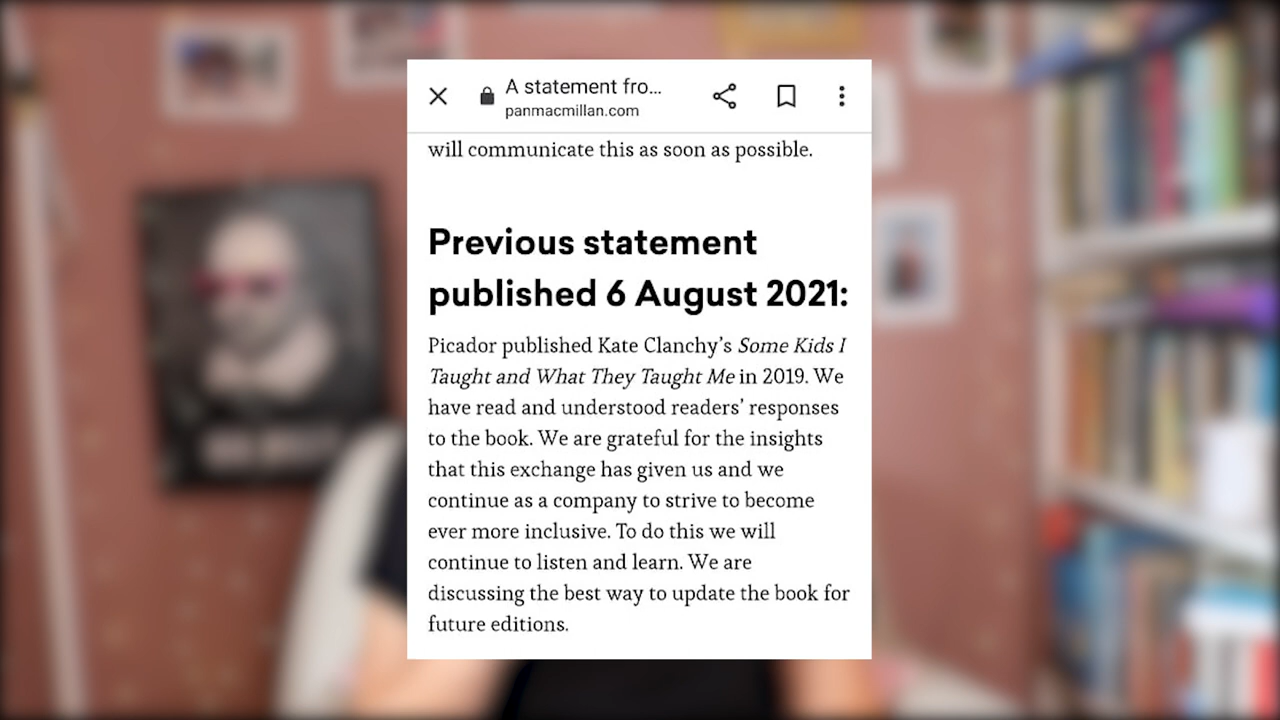 A statement fro...
panmacmillan.com
will communicate this as soon as possible.
Previous statement
published 6 August 2021:
Picador published Kate Clanchy’s Some Kids I
Taught and What They Taught Me in 2019. We
have read and understood readers’ responses
to the book. We are grateful for the insights
that this exchange has given us and we
continue as a company to strive to become
ever more inclusive. To do this we will
continue to listen and learn. We are
discussing the best way to update the book for
future editions.